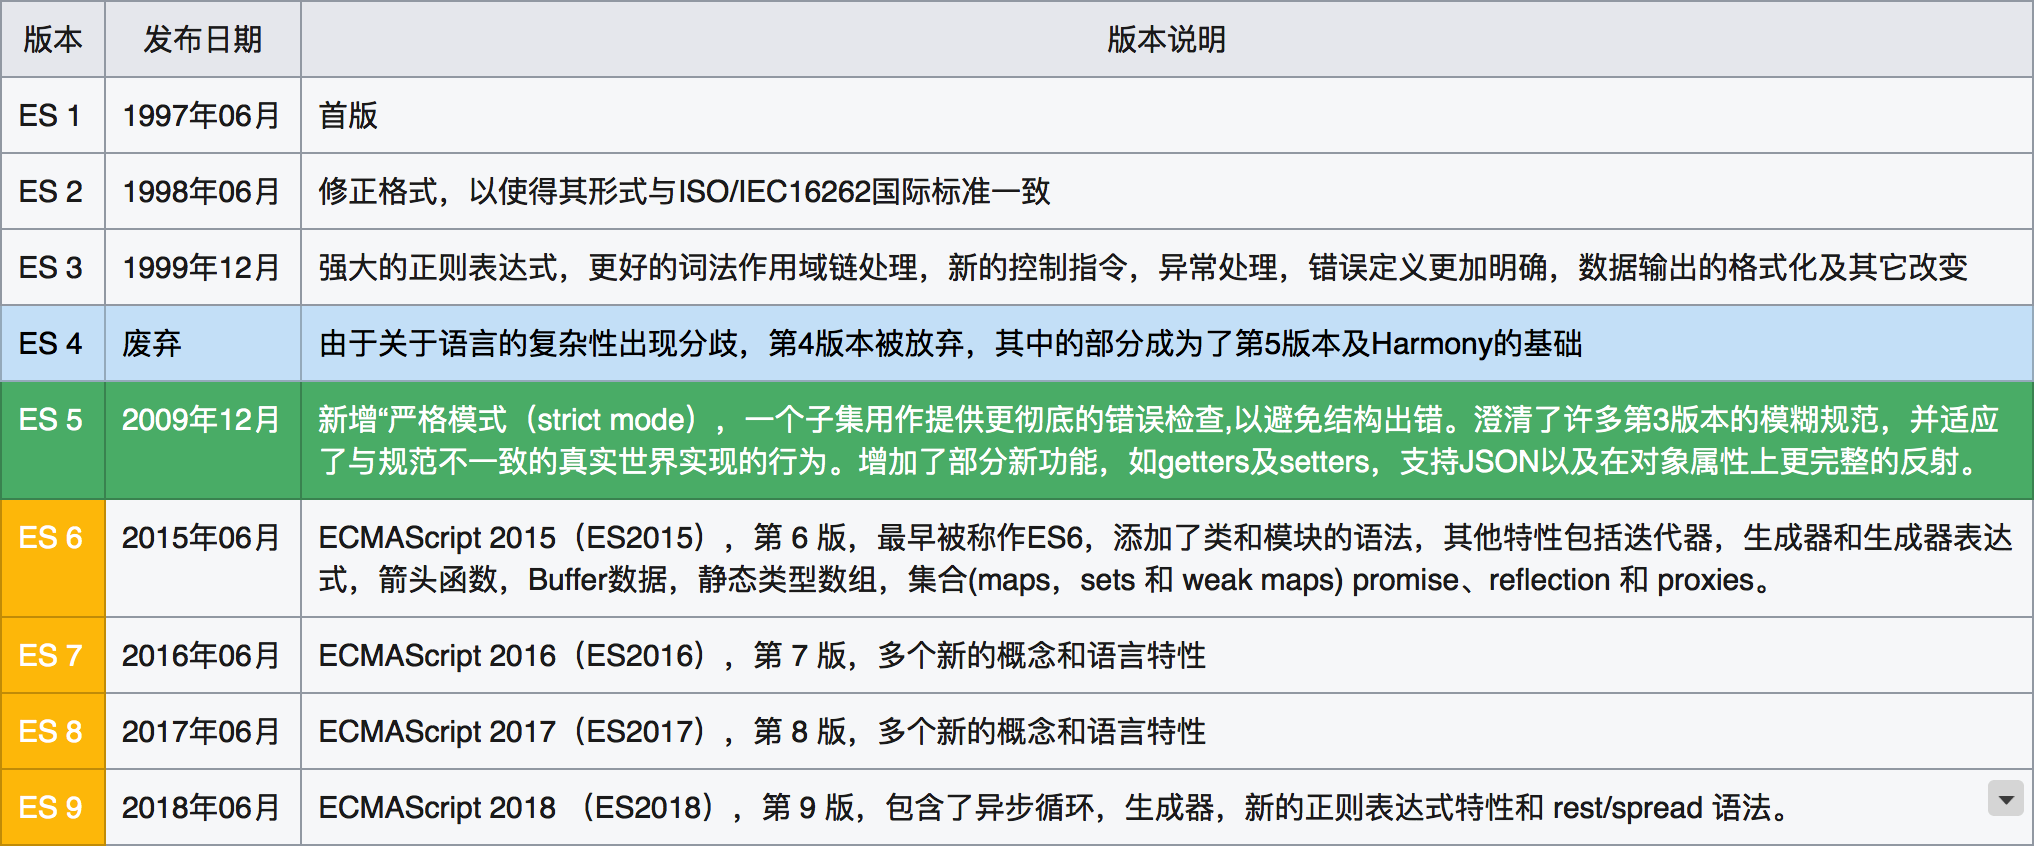 版本 发布日期 版本说明
ES 1 1997年06月 首版
ES 2 1998年06月 修正格式，以使得其形式与ISO/IEC16262国际标准一致
ES 3 1999年12月 强大的正则表达式，更好的词法作用域链处理，新的控制指令，异常处理，错误定义更加明确，数据输出的格式化及其它改变
ES 4 废弃 由于关于语言的复杂性出现分歧，第4版本被放弃，其中的部分成为了第5版本及Harmony的基础
ES 5 2009年12月 新增“严格模式（strict mode），一个子集用作提供更彻底的错误检查,以避免结构出错。澄清了许多第3版本的模糊规范，并适应
了与规范不一致的真实世界实现的行为。增加了部分新功能，如getters及setters，支持JSON以及在对象属性上更完整的反射。
ES 6 2015年06月 ECMAScript 2015（ES2015），第 6 版，最早被称作ES6，添加了类和模块的语法，其他特性包括迭代器，生成器和生成器表达
式，箭头函数，Buffer数据，静态类型数组，集合(maps，sets 和 weak maps) promise、reflection 和 proxies。
ES 7 2016年06月 ECMAScript 2016（ES2016），第 7 版，多个新的概念和语言特性
ES 8 2017年06月 ECMAScript 2017（ES2017），第 8 版，多个新的概念和语言特性
ES 9 2018年06月 ECMAScript 2018 （ES2018），第 9 版，包含了异步循环，生成器，新的正则表达式特性和 rest/spread 语法。